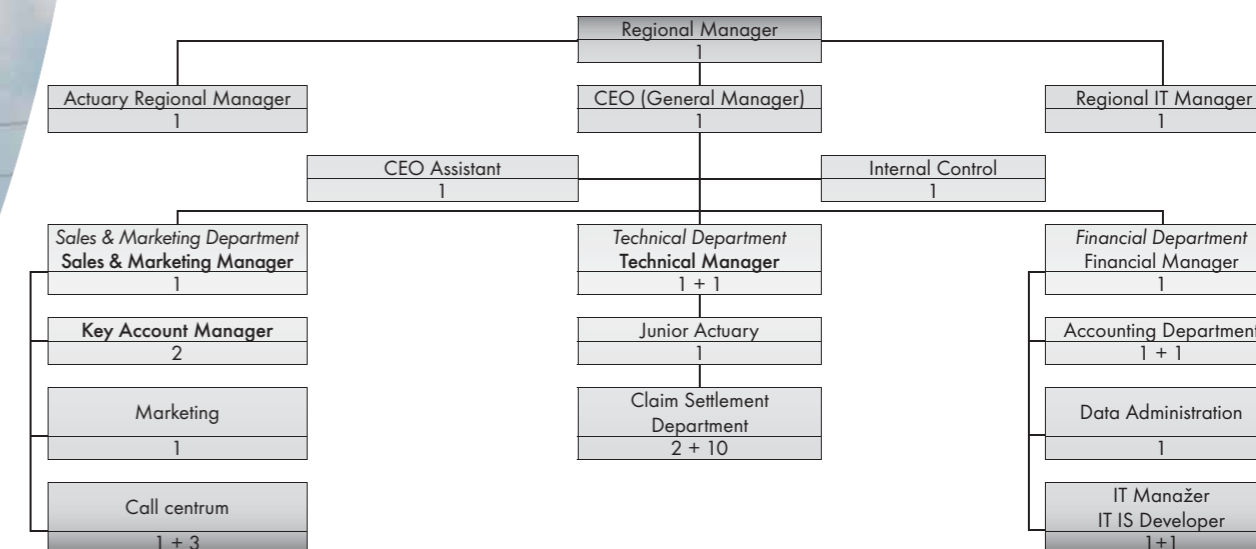 Regional Manager
1
Actuary Regional Manager
1
CEO (General Manager)
1
Regional IT Manager
1
CEO Assistant
1
Internal Control
1
Sales & Marketing Department
Sales & Marketing Manager
1
Technical Department
Technical Manager
1 + 1
Financial Department
Financial Manager
1
Key Account Manager
2
Junior Actuary
1
Accounting Department
1 + 1
Marketing
1
Claim Settlement
Department
2 + 10
Data Administration
1
Call centrum
1 + 3
IT Manažer
IT IS Developer
1+1